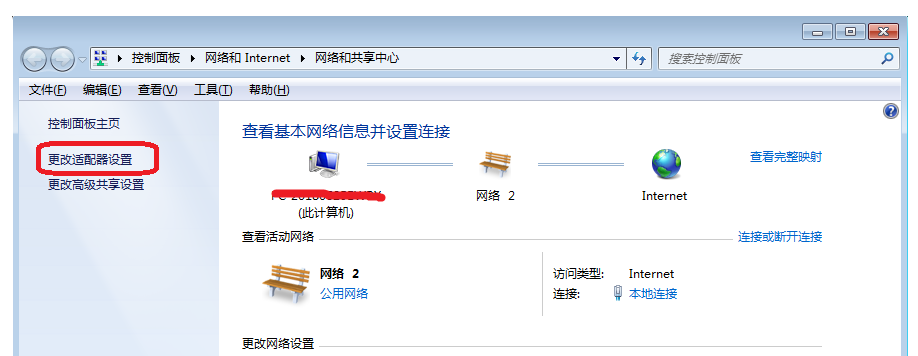 控制面板 ▸ 网络和 Internet ▸ 网络和共享中心
搜索控制面板
文件(F) 编辑(E) 查看(V) 工具(T) 帮助(H)
控制面板主页
更改适配器设置
更改高级共享设置
查看基本网络信息并设置连接
查看完整映射
网络 2
Internet
(此计算机)
查看活动网络
连接或断开连接
网络 2
公用网络
访问类型: Internet
连接: 本地连接
更改网络设置